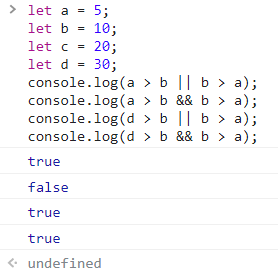 > let a = 5;
let b = 10;
let c = 20;
let d = 30;
console.log(a > b || b > a);
console.log(a > b && b > a);
console.log(d > b || b > a);
console.log(d > b && b > a);
true
false
true
true
<· undefined